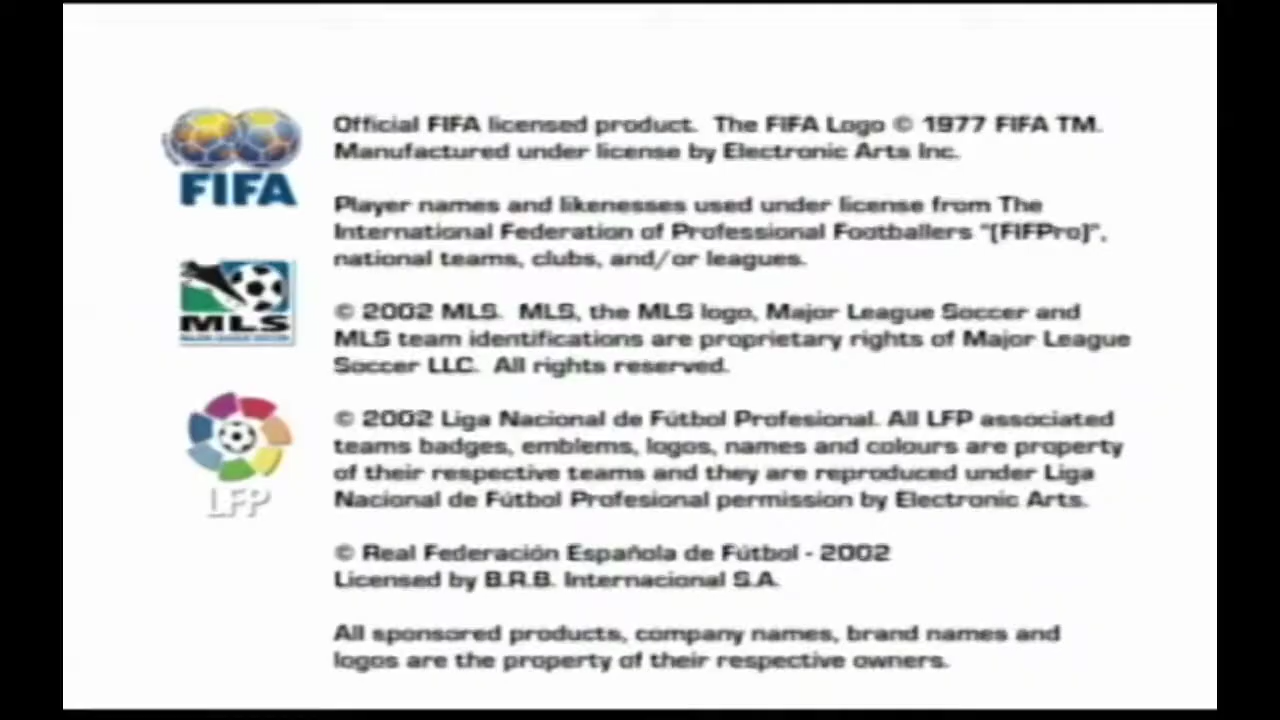 Official FIFA licensed product. The FIFA Logo © 1977 FIFA TM.
Manufactured under license by Electronic Arts Inc.
FIFA
Player names and likenesses used under license from The
International Federation of Professional Footballers "(FIFPro)",
national teams, clubs, and/or leagues.
MLS
MAJOR LEAGUE SOCCER
© 2002 MLS. MLS, the MLS logo, Major League Soccer and
MLS team identifications are proprietary rights of Major League
Soccer LLC. All rights reserved.
LFP
© 2002 Liga Nacional de Fútbol Profesional. All LFP associated
teams badges, emblems, logos, names and colours are property
of their respective teams and they are reproduced under Liga
Nacional de Fútbol Profesional permission by Electronic Arts.
© Real Federación Española de Fútbol - 2002
Licensed by B.R.B. Internacional S.A.
All sponsored products, company names, brand names and
logos are the property of their respective owners.